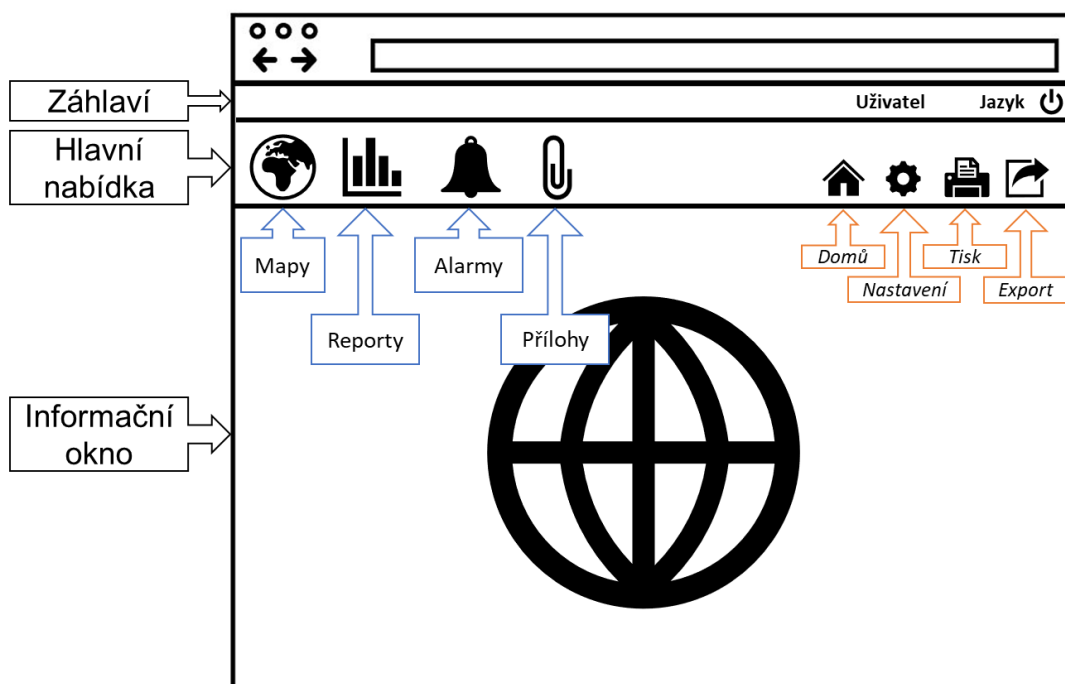 Záhlaví
Uživatel
Jazyk
Hlavní
nabídka
Mapy
Alarmy
Domů
Tisk
Nastavení
Export
Reporty
Přílohy
Informační
okno